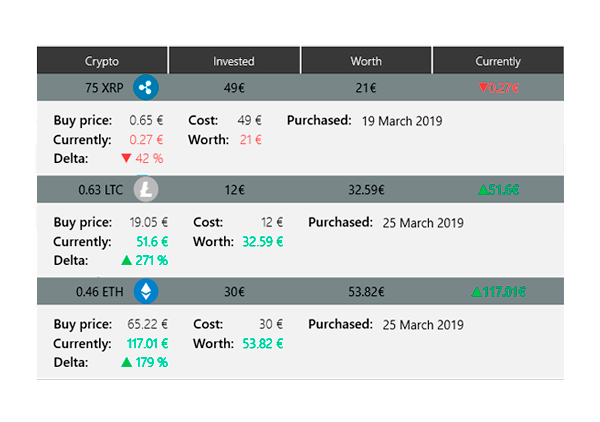 Crypto Invested Worth Currently
75 XRP 49€ 21€ ▼0.27€
Buy price: 0.65 € Cost: 49 € Purchased: 19 March 2019
Currently: 0.27 € Worth: 21 €
Delta: ▼ 42 %
0.63 LTC 12€ 32.59€ ▲51.6€
Buy price: 19.05 € Cost: 12 € Purchased: 25 March 2019
Currently: 51.6 € Worth: 32.59 €
Delta: ▲ 271 %
0.46 ETH 30€ 53.82€ ▲117.01€
Buy price: 65.22 € Cost: 30 € Purchased: 25 March 2019
Currently: 117.01 € Worth: 53.82 €
Delta: ▲ 179 %